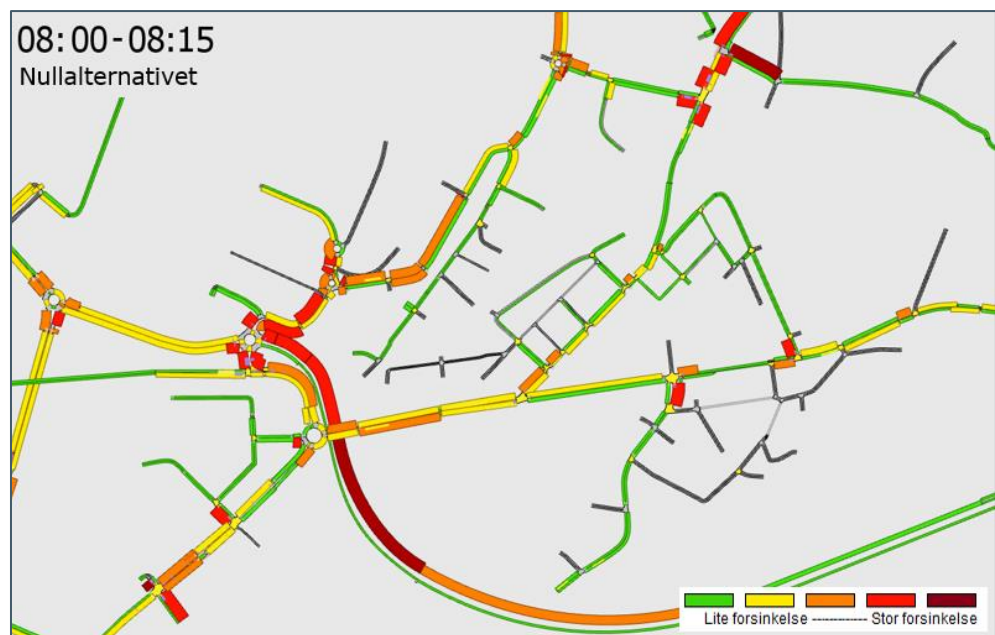 08:00-08:15
Nullalternativet
Lite forsinkelse ------------ Stor forsinkelse